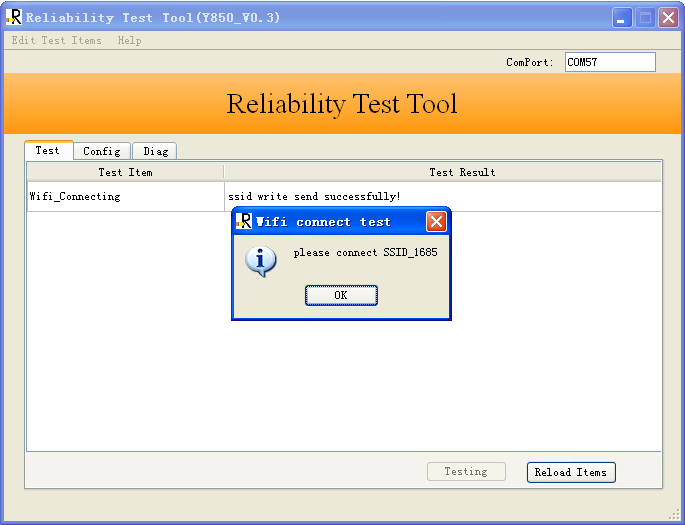 Reliability Test Tool(Y850_V0.3)
Edit Test Items Help
ComPort: COM57
Reliability Test Tool
Test Config Diag
Test Item Test Result
Wifi_Connecting ssid write send successfully!
Wifi connect test
please connect SSID_1685
OK
Testing Reload Items